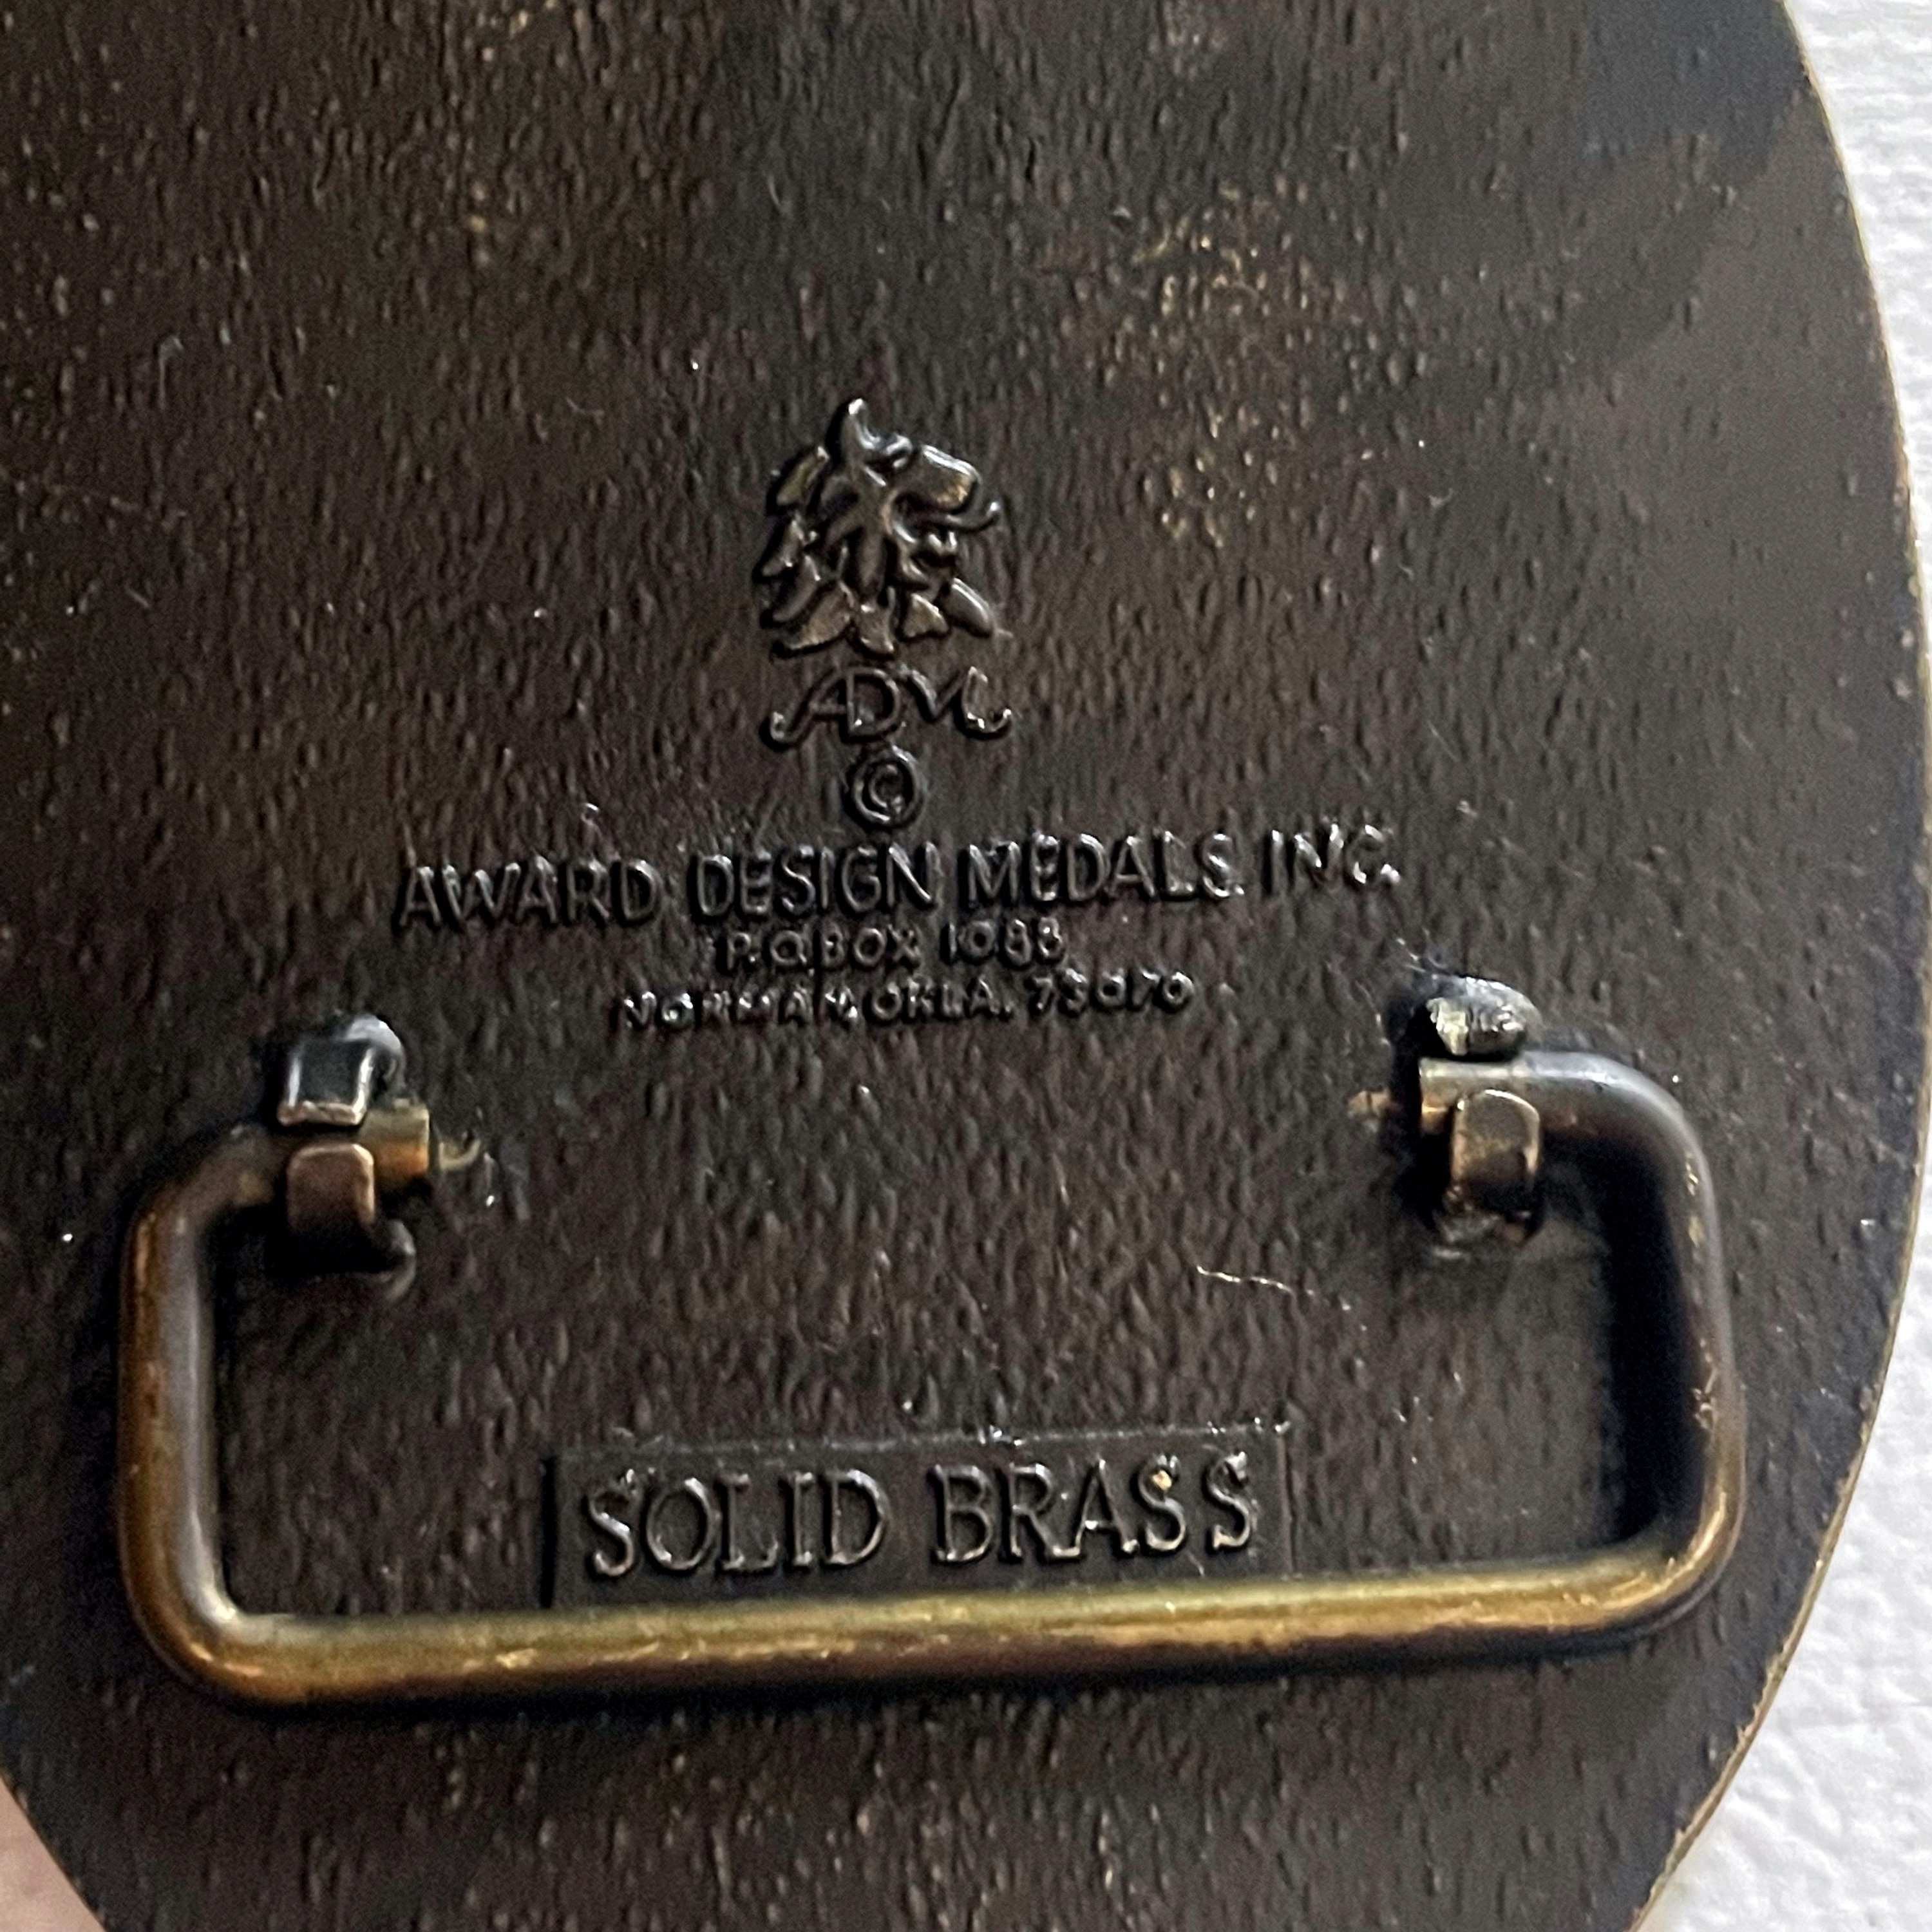 ADM
©
AWARD DESIGN MEDALS INC.
P.O. BOX 1088
NORMAN, OKLA. 73070
SOLID BRASS